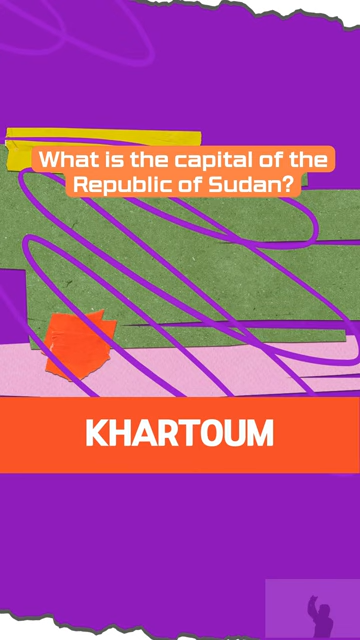 What is the capital of the
Republic of Sudan?
KHARTOUM